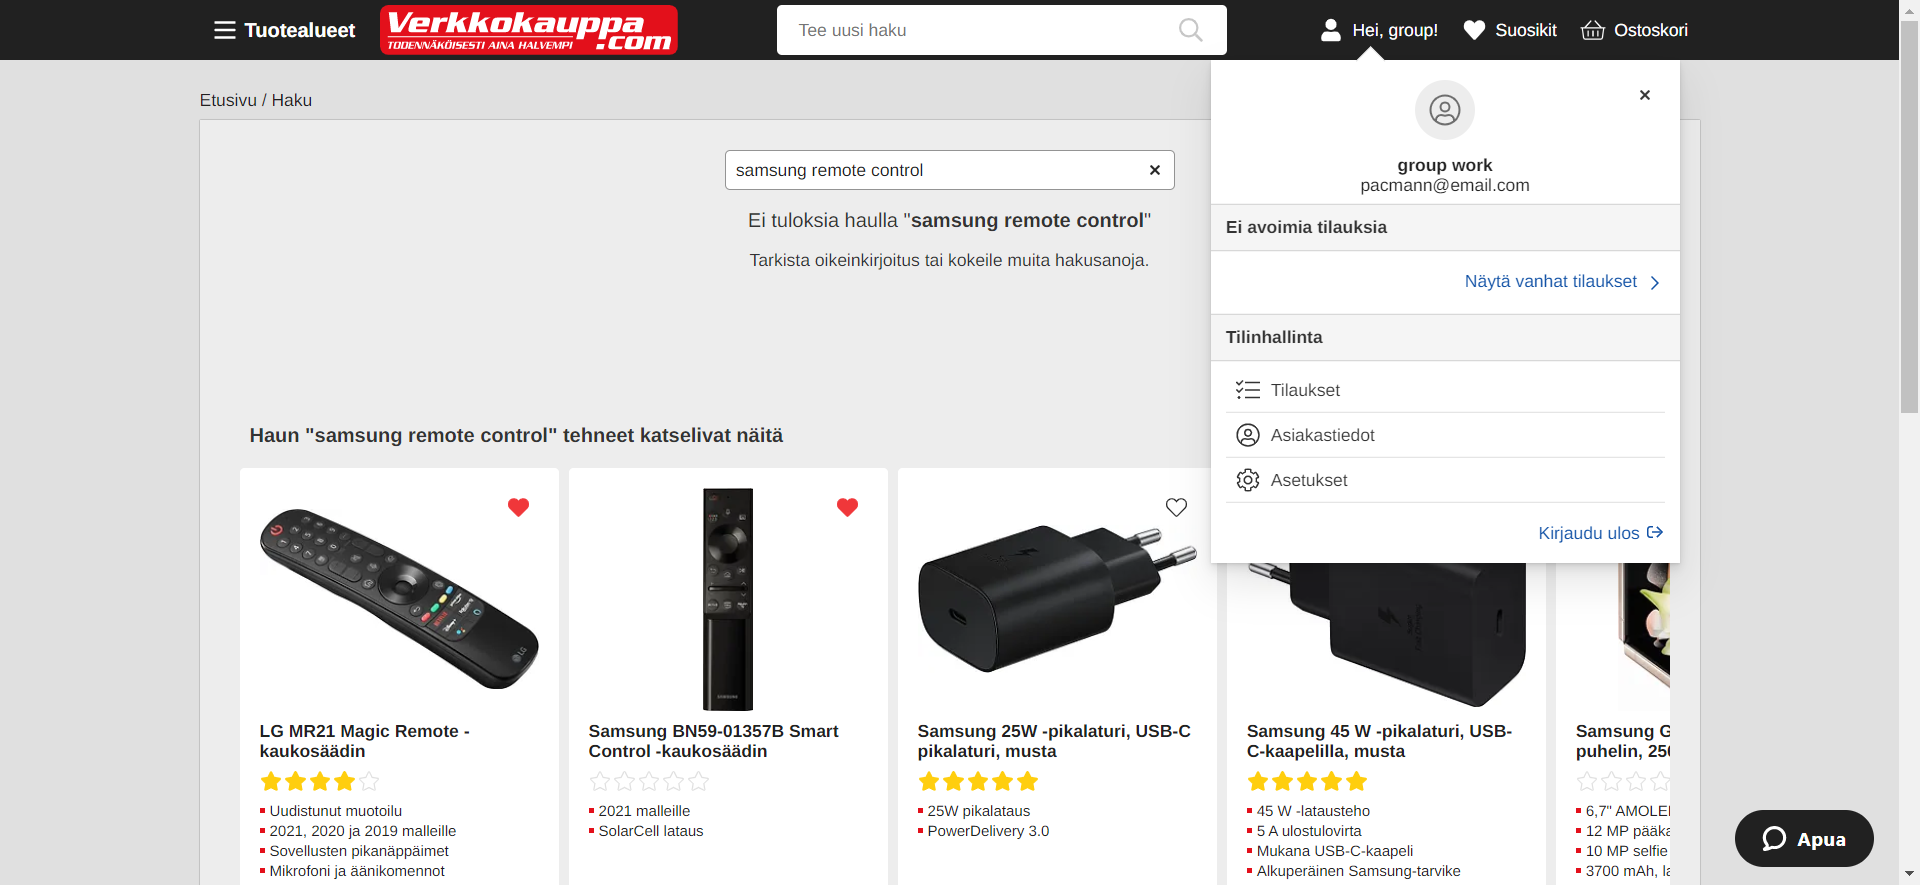 Tuotealueet
Verkkokauppa.com
TODENNÄKÖISESTI AINA HALVEMPI
Tee uusi haku
Hei, group!
Suosikit
Ostoskori
Etusivu / Haku
samsung remote control
Ei tuloksia haulla "samsung remote control"
Tarkista oikeinkirjoitus tai kokeile muita hakusanoja.
group work
pacmann@email.com
Ei avoimia tilauksia
Näytä vanhat tilaukset
Tilinhallinta
Tilaukset
Asiakastiedot
Asetukset
Kirjaudu ulos
Haun "samsung remote control" tehneet katselivat näitä
LG MR21 Magic Remote -
kaukosäädin
Uudistunut muotoilu
2021, 2020 ja 2019 malleille
Sovellusten pikanäppäimet
Mikrofoni ja äänikomennot
Samsung BN59-01357B Smart
Control -kaukosäädin
2021 malleille
SolarCell lataus
Samsung 25W -pikalaturi, USB-C
pikalaturi, musta
25W pikalataus
PowerDelivery 3.0
Samsung 45 W -pikalaturi, USB-
C-kaapelilla, musta
45 W -latausteho
5 A ulostulovirta
Mukana USB-C-kaapeli
Alkuperäinen Samsung-tarvike
Samsung G
puhelin, 25
6,7" AMOLE
12 MP pääka
10 MP selfie
3700 mAh, la
Apua